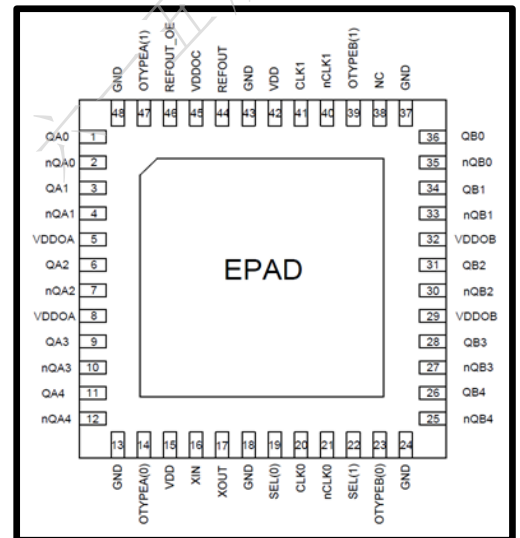 GND OTYPEA(1) REFOUT_OE VDDOC REFOUT GND VDD CLK1 nCLK1 OTYPEB(1) NC GND
48 47 46 45 44 43 42 41 40 39 38 37
QA0 1 36 QB0
nQA0 2 35 nQB0
QA1 3 34 QB1
nQA1 4 33 nQB1
VDDOA 5 32 VDDOB
QA2 6 31 QB2
nQA2 7 30 nQB2
VDDOA 8 29 VDDOB
QA3 9 28 QB3
nQA3 10 27 nQB3
QA4 11 26 QB4
nQA4 12 25 nQB4
EPAD
13 14 15 16 17 18 19 20 21 22 23 24
GND OTYPEA(0) VDD XIN XOUT GND SEL(0) CLK0 nCLK0 SEL(1) OTYPEB(0) GND